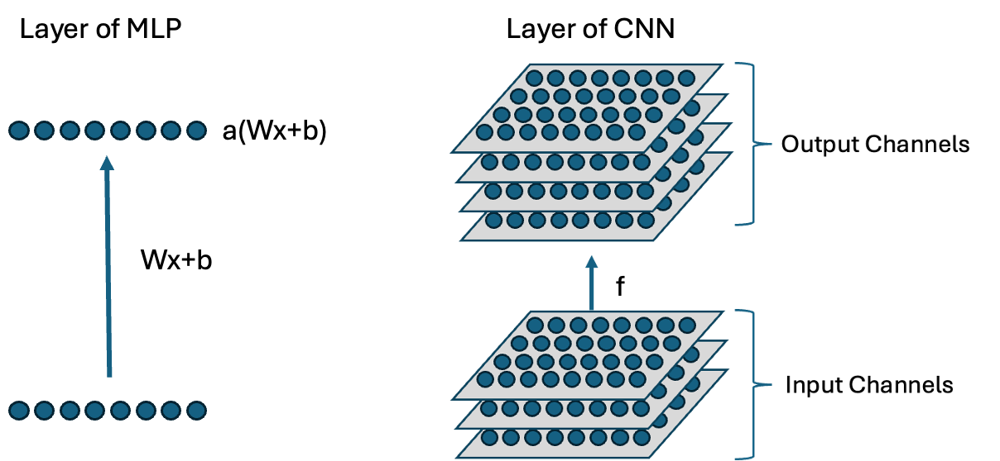 Layer of MLP
Layer of CNN
a(Wx+b)
Output Channels
Wx+b
f
Input Channels